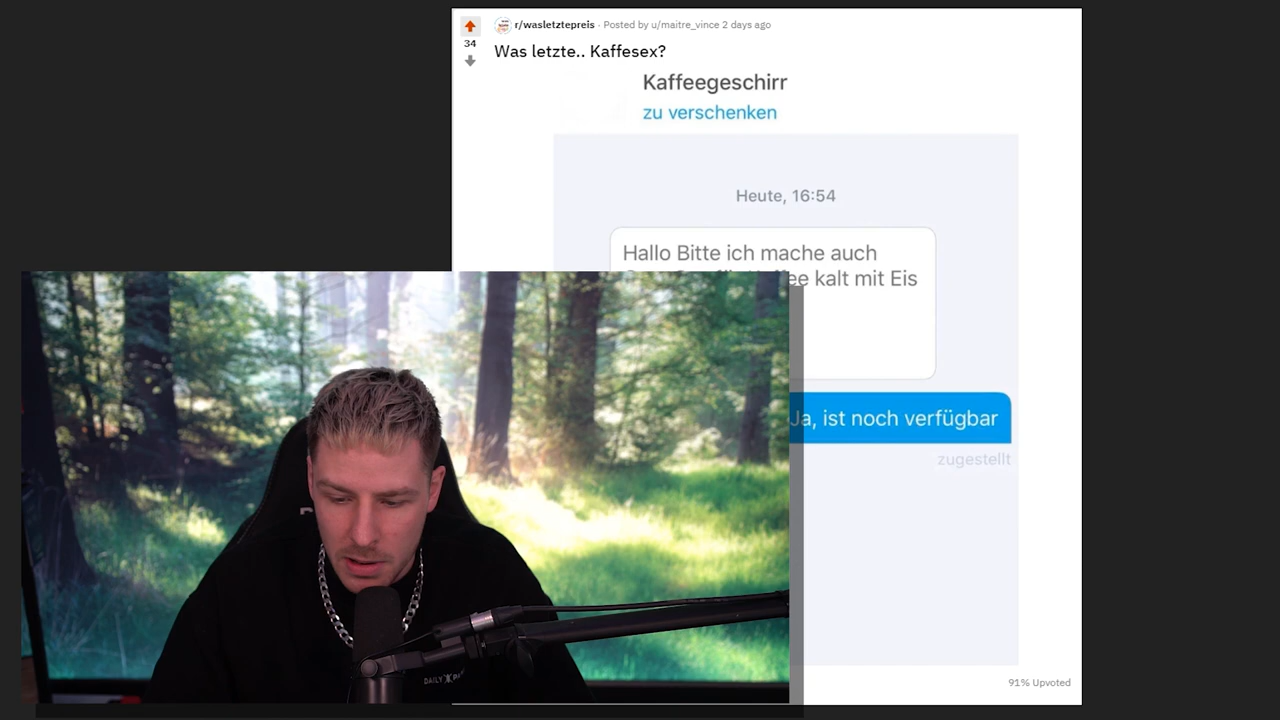 r/wasletztepreis · Posted by u/maitre_vince 2 days ago
34
Was letzte.. Kaffesex?
Kaffeegeschirr
zu verschenken
Heute, 16:54
Hallo Bitte ich mache auch
kalt mit Eis
Ja, ist noch verfügbar
zugestellt
DAILY
91% Upvoted